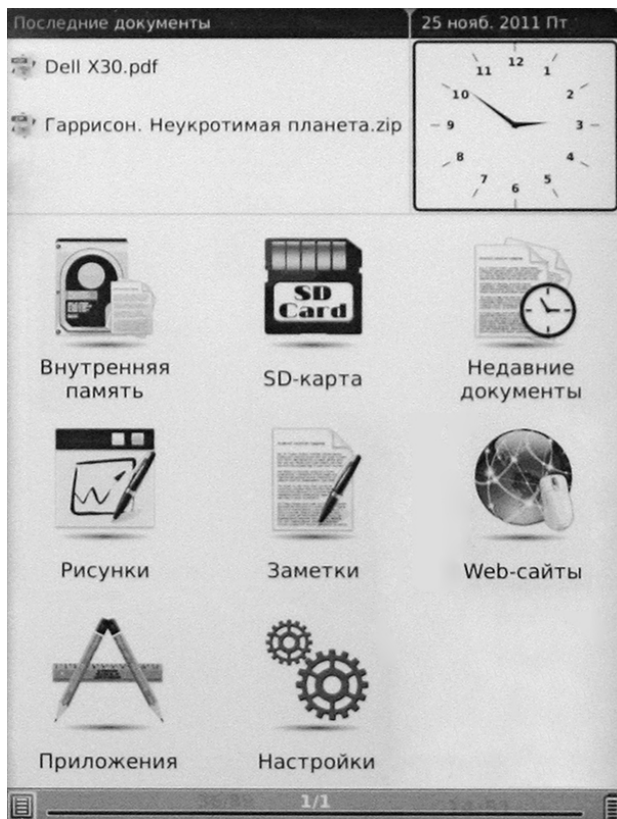 Последние документы
25 нояб. 2011 Пт
Dell X30.pdf
Гаррисон. Неукротимая планета.zip
12
1
2
3
4
5
6
7
8
9
10
11
SD
Card
Внутренняя
память
SD-карта
Недавние
документы
Рисунки
Заметки
Web-сайты
Приложения
Настройки
1/1